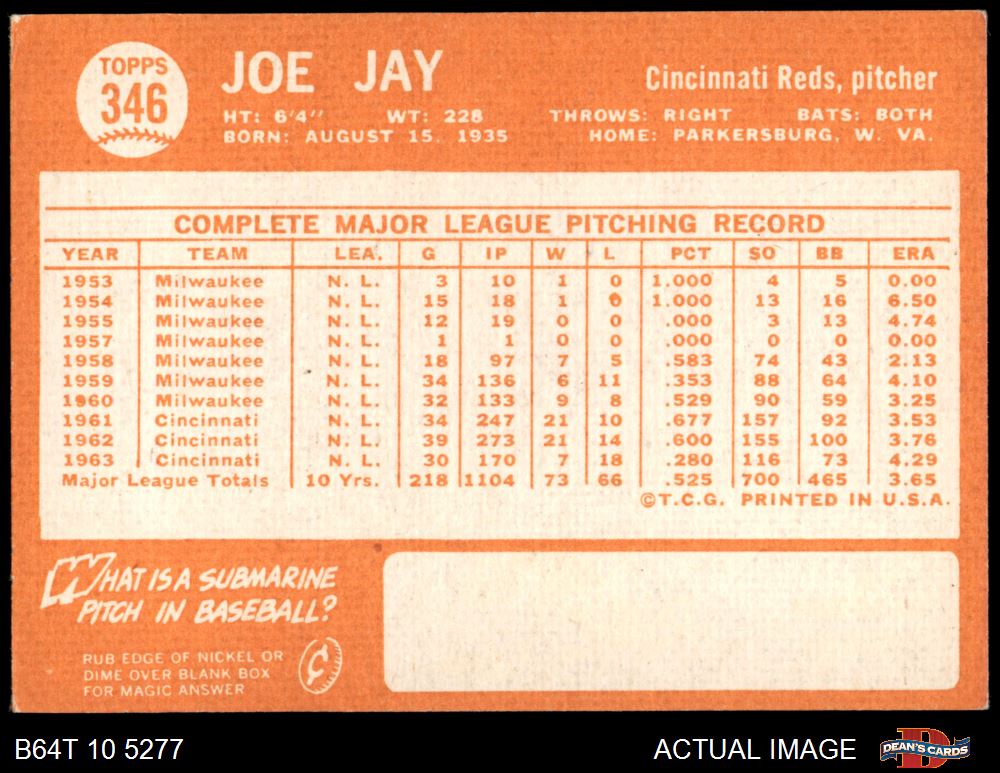 TOPPS
346
JOE JAY
Cincinnati Reds, pitcher
HT: 6'4" WT: 228 THROWS: RIGHT BATS: BOTH
BORN: AUGUST 15. 1935 HOME: PARKERSBURG, W. VA.
COMPLETE MAJOR LEAGUE PITCHING RECORD
YEAR TEAM LEA. G IP W L PCT SO BB ERA
1953 Milwaukee N. L. 3 10 1 0 1.000 4 5 0.00
1954 Milwaukee N. L. 15 18 1 0 1.000 13 16 6.50
1955 Milwaukee N. L. 12 19 0 0 .000 3 13 4.74
1957 Milwaukee N. L. 1 1 0 0 .000 0 0 0.00
1958 Milwaukee N. L. 18 97 7 5 .583 74 43 2.13
1959 Milwaukee N. L. 34 136 6 11 .353 88 64 4.10
1960 Milwaukee N. L. 32 133 9 8 .529 90 59 3.25
1961 Cincinnati N. L. 34 247 21 10 .677 157 92 3.53
1962 Cincinnati N. L. 39 273 21 14 .600 155 100 3.76
1963 Cincinnati N. L. 30 170 7 18 .280 116 73 4.29
Major League Totals 10 Yrs. 218 1104 73 66 .525 700 465 3.65
©T.C.G. PRINTED IN U.S.A.
WHAT IS A SUBMARINE
PITCH IN BASEBALL?
RUB EDGE OF NICKEL OR
DIME OVER BLANK BOX
FOR MAGIC ANSWER
¢
B64T 10 5277
ACTUAL IMAGE
DEAN'S CARDS